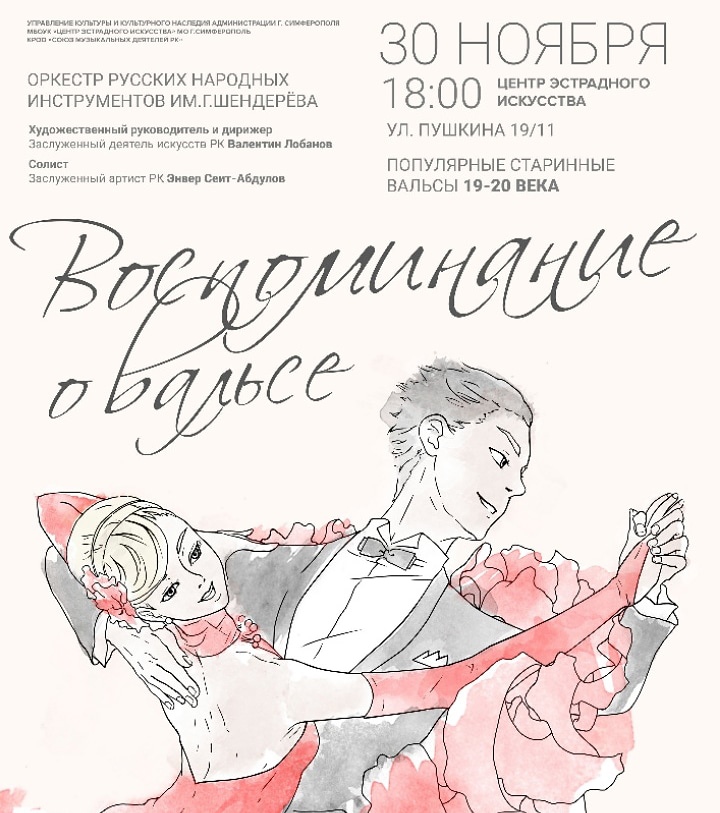 УПРАВЛЕНИЕ КУЛЬТУРЫ И КУЛЬТУРНОГО НАСЛЕДИЯ АДМИНИСТРАЦИИ Г. СИМФЕРОПОЛЯ
МБОУК «ЦЕНТР ЭСТРАДНОГО ИСКУССТВА» МО Г.СИМФЕРОПОЛЬ
КРОО «СОЮЗ МУЗЫКАЛЬНЫХ ДЕЯТЕЛЕЙ РК»
ОРКЕСТР РУССКИХ НАРОДНЫХ
ИНСТРУМЕНТОВ ИМ.Г.ШЕНДЕРЁВА
Художественный руководитель и дирижер
Заслуженный деятель искусств РК Валентин Лобанов
Солист
Заслуженный артист РК Энвер Сеит-Абдулов
30 НОЯБРЯ
18:00 ЦЕНТР ЭСТРАДНОГО
ИСКУССТВА
УЛ. ПУШКИНА 19/11
ПОПУЛЯРНЫЕ СТАРИННЫЕ
ВАЛЬСЫ 19-20 ВЕКА
Воспоминание
о вальсе